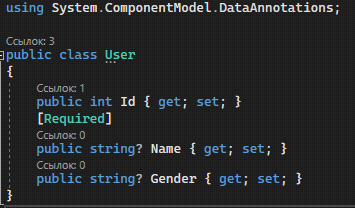 using System.ComponentModel.DataAnnotations;
Ссылок: 3
public class User
{
Ссылок: 1
public int Id { get; set; }
[Required]
Ссылок: 0
public string? Name { get; set; }
Ссылок: 0
public string? Gender { get; set; }
}